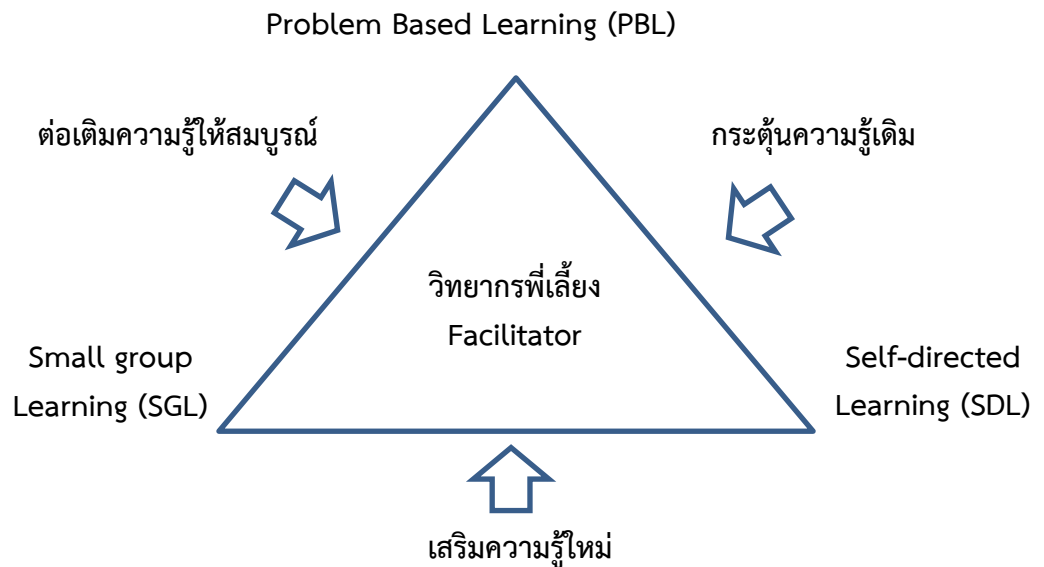 Problem Based Learning (PBL)
ต่อเติมความรู้ให้สมบูรณ์
กระตุ้นความรู้เดิม
วิทยากรพี่เลี้ยง
Facilitator
Small group
Learning (SGL)
Self-directed
Learning (SDL)
เสริมความรู้ใหม่